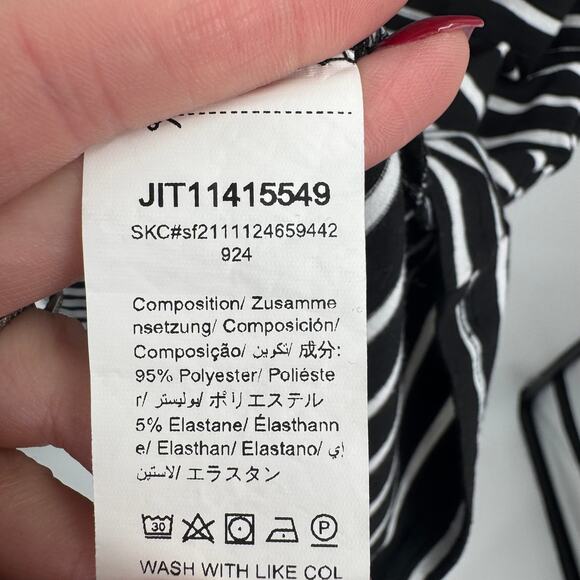 JIT11415549
SKC#sf2111124659442
924
Composition/ Zusamme
nsetzung/ Composición/
Composição/ تكوين/ 成分:
95% Polyester/ Poliéste
r/ بوليستر/ ポリエステル
5% Elastane/ Élasthann
e/ Elasthan/ Elastano/ إي
لاستين/ エラスタン
30
P
WASH WITH LIKE COL